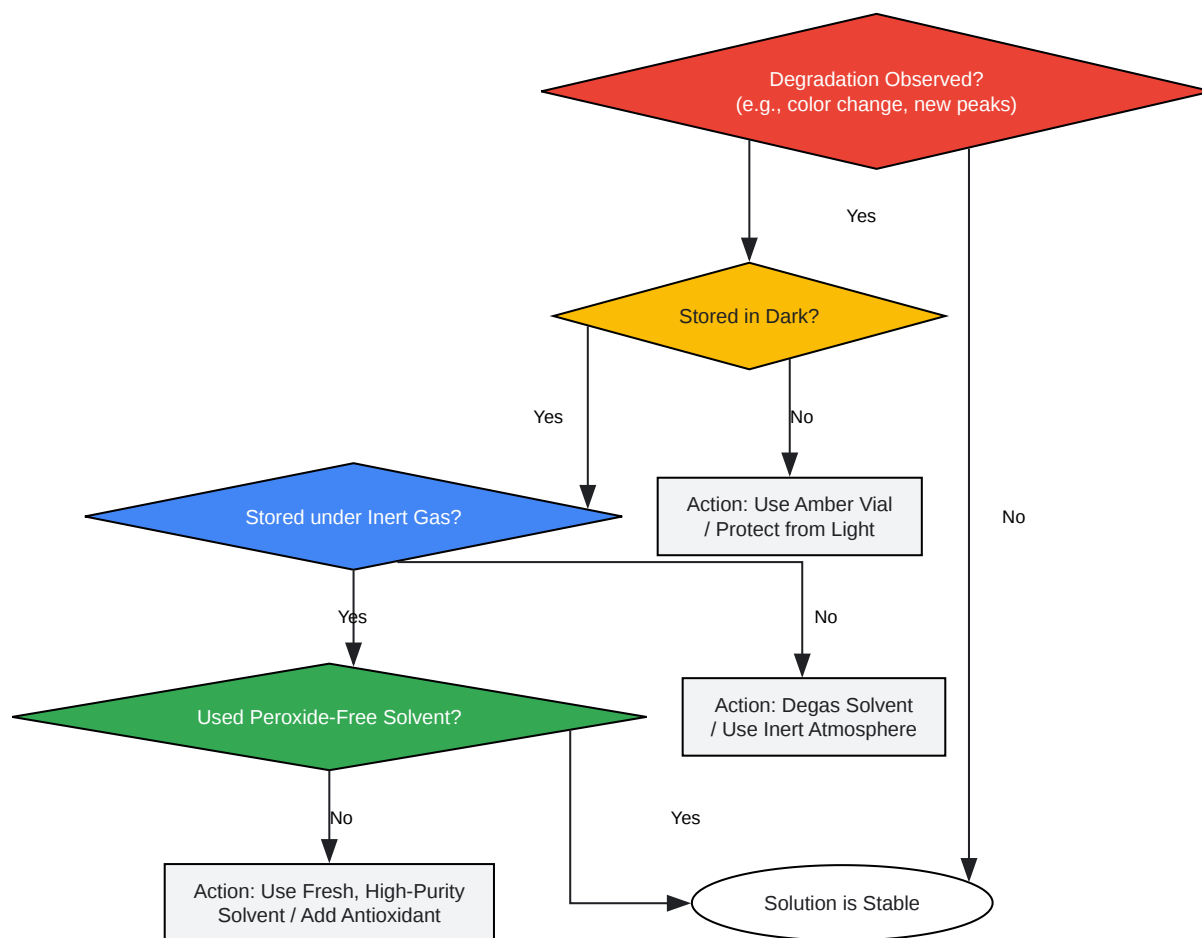 Degradation Observed?
(e.g., color change, new peaks)
Yes
Stored in Dark?
Yes
No
Stored under Inert Gas?
Action: Use Amber Vial
/ Protect from Light
No
Yes
No
Used Peroxide-Free Solvent?
Action: Degas Solvent
/ Use Inert Atmosphere
No
Yes
Action: Use Fresh, High-Purity
Solvent / Add Antioxidant
Solution is Stable